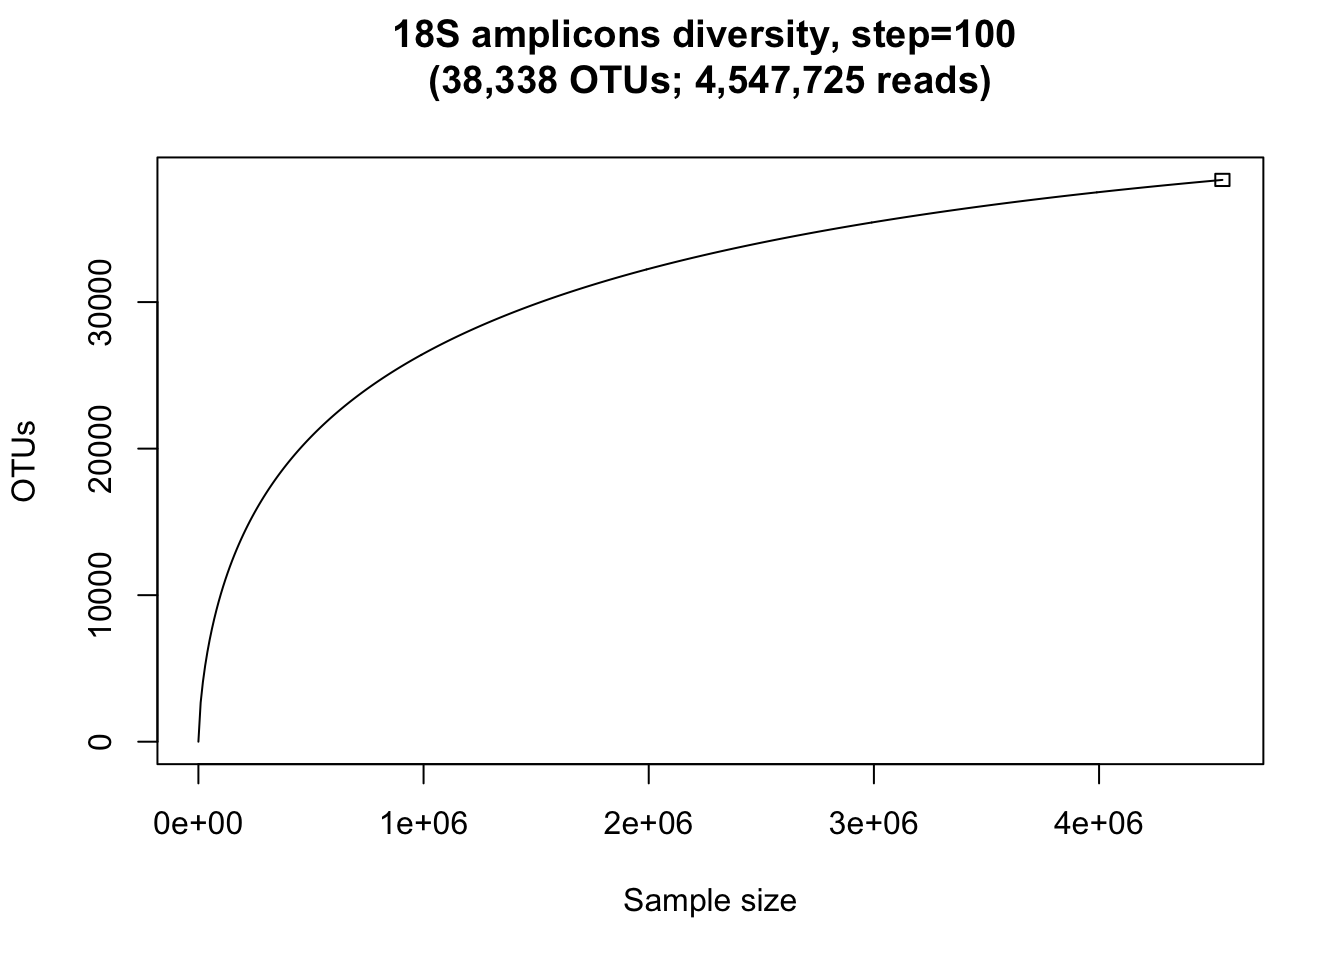 18S amplicons diversity, step=100
(38,338 OTUs; 4,547,725 reads)
OTUs
30000
20000
10000
0
0e+00 1e+06 2e+06 3e+06 4e+06
Sample size